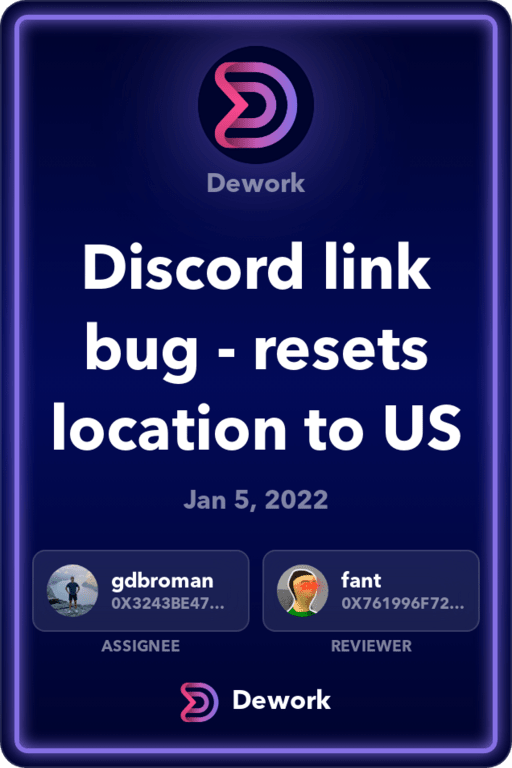 Dework
Discord link
bug - resets
location to US
Jan 5, 2022
gdbroman
0X3243BE47...
fant
0X761996F72...
ASSIGNEE
REVIEWER
Dework